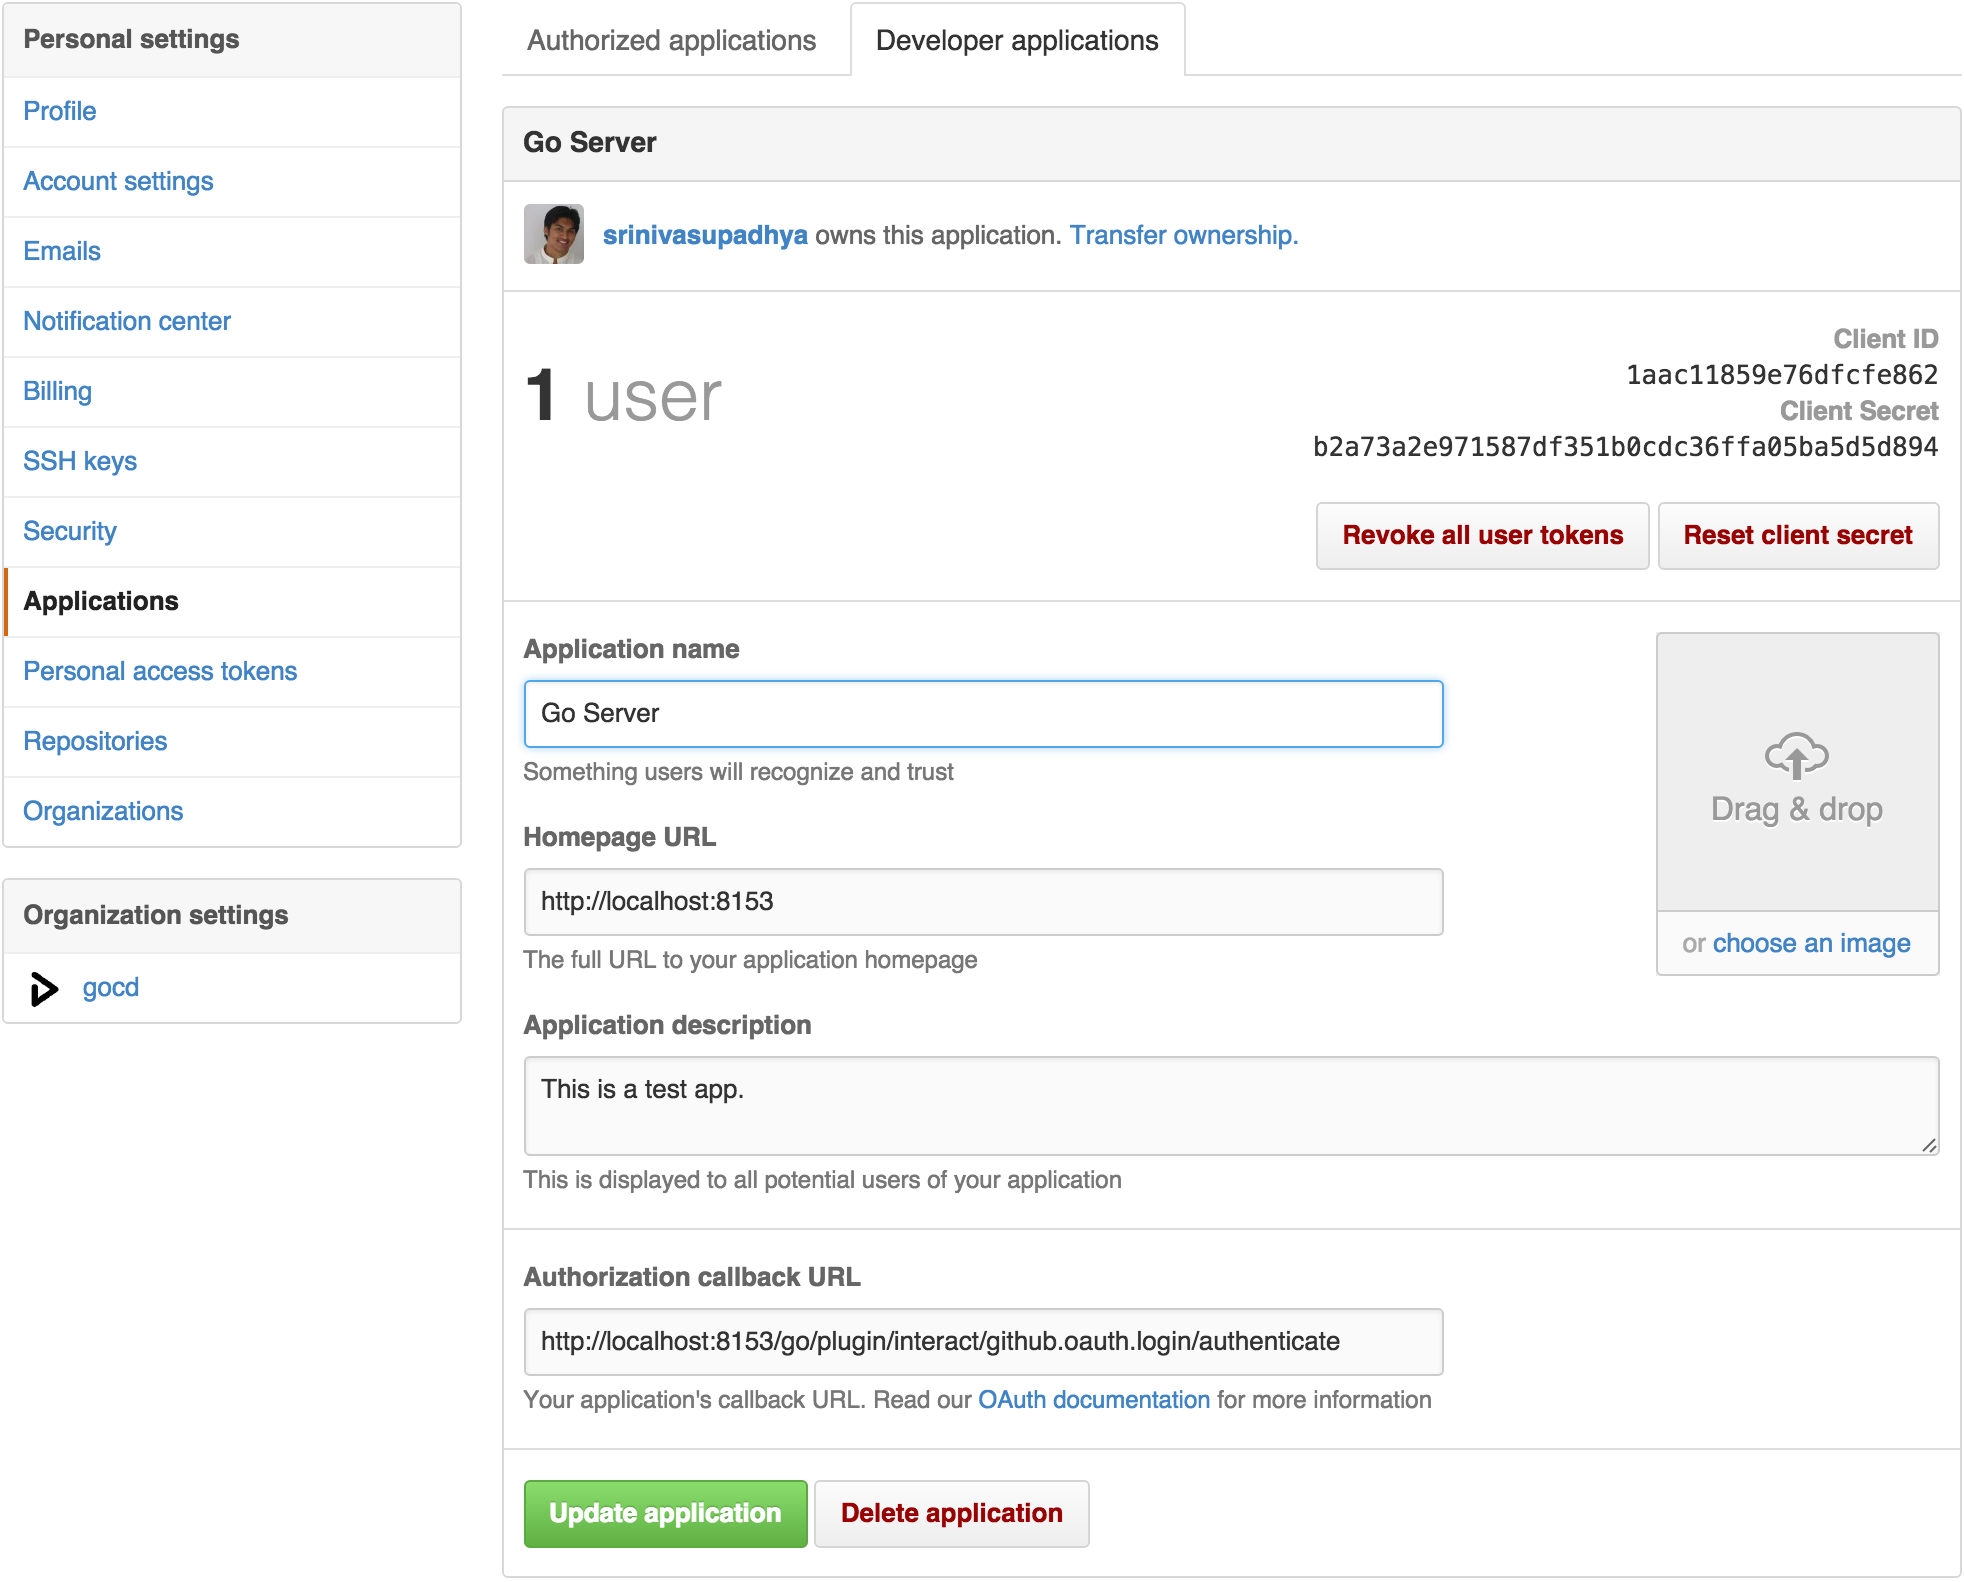 Personal settings
Profile
Account settings
Emails
Notification center
Billing
SSH keys
Security
Applications
Personal access tokens
Repositories
Organizations
Organization settings
gocd
Authorized applications
Developer applications
Go Server
srinivasupadhya owns this application. Transfer ownership.
1 user
Client ID
1aac11859e76dfcfe862
Client Secret
b2a73a2e971587df351b0cdc36ffa05ba5d5d894
Revoke all user tokens
Reset client secret
Application name
Go Server
Something users will recognize and trust
Drag & drop
or choose an image
Homepage URL
http://localhost:8153
The full URL to your application homepage
Application description
This is a test app.
This is displayed to all potential users of your application
Authorization callback URL
http://localhost:8153/go/plugin/interact/github.oauth.login/authenticate
Your application's callback URL. Read our OAuth documentation for more information
Update application
Delete application